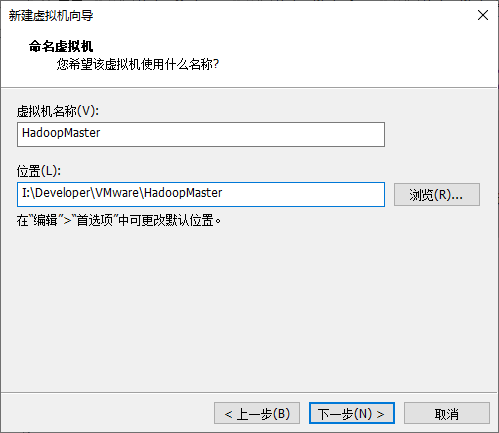 新建虚拟机向导
命名虚拟机
您希望该虚拟机使用什么名称?
虚拟机名称(V):
HadoopMaster
位置(L):
I:\Developer\VMware\HadoopMaster
浏览(R)...
在“编辑”>“首选项”中可更改默认位置。
< 上一步(B)
下一步(N) >
取消